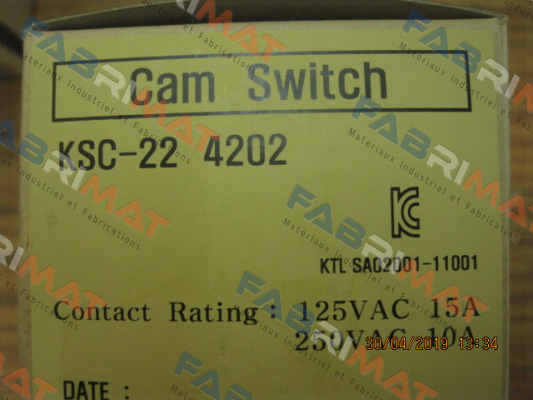 Cam Switch
KSC-22 4202
KC
KTL SA02001-11001
Contact Rating : 125VAC 15A
250VAC 10A
30/04/2019 13:34
DATE :
FABRIMAT
Materiaux Industriel et Fabrications